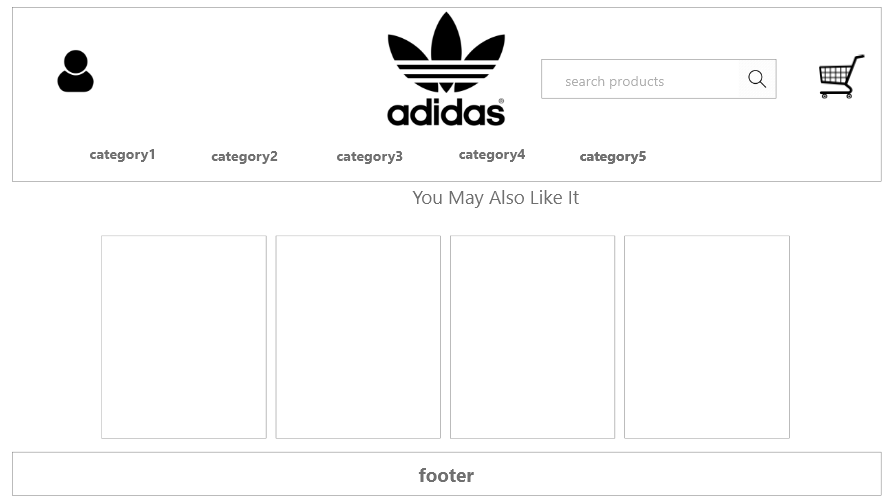 adidas®
search products
category1 category2 category3 category4 category5
You May Also Like It
footer